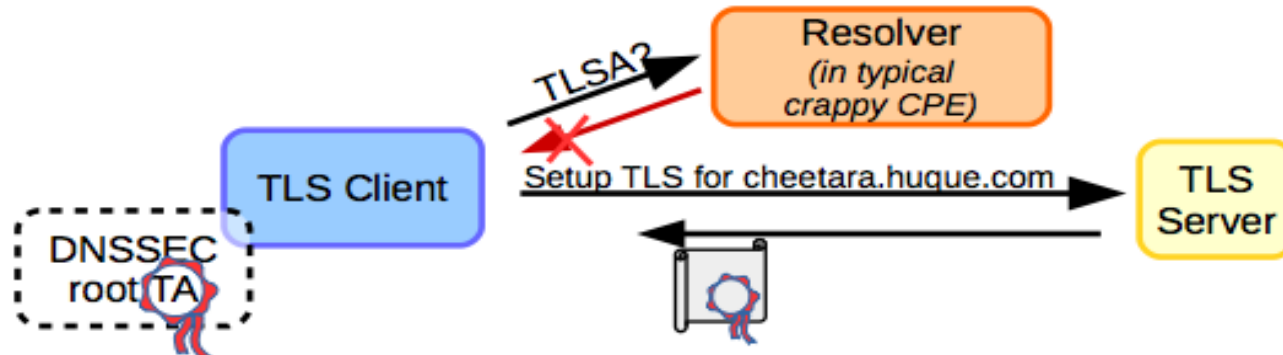 Resolver
(in typical
crappy CPE)
TLSA?
TLS Client
Setup TLS for cheetara.huque.com
TLS
Server
DNSSEC
root TA